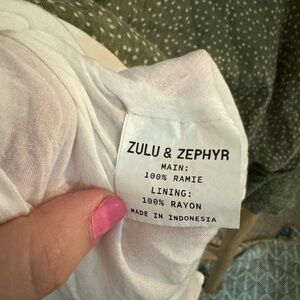 ZULU & ZEPHYR
MAIN:
100% RAMIE
LINING:
100% RAYON
MADE IN INDONESIA